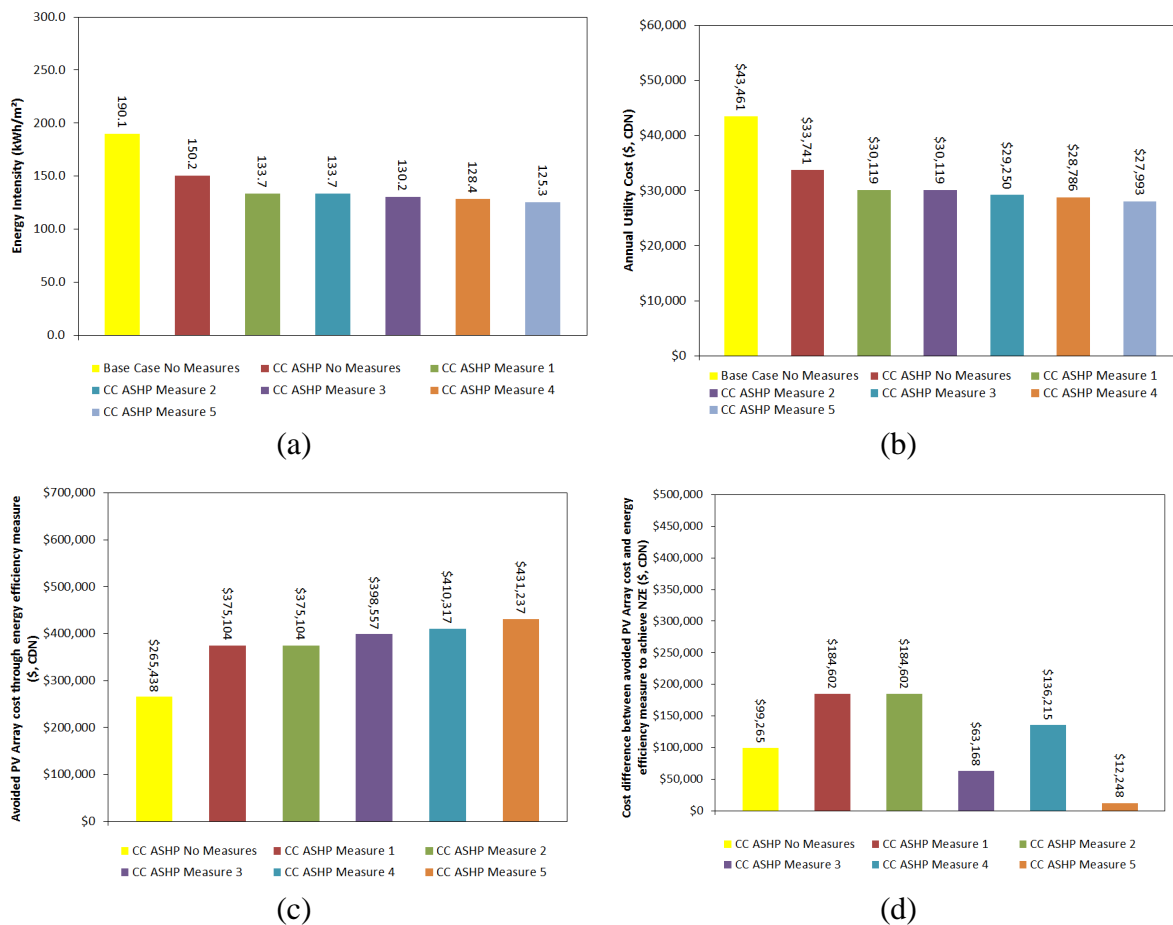 300.0
250.0
200.0
150.0
100.0
50.0
0.0
Energy Intensity (kWh/m²)
190.1
150.2
133.7
133.7
130.2
128.4
125.3
Base Case No Measures
CC ASHP No Measures
CC ASHP Measure 1
CC ASHP Measure 2
CC ASHP Measure 3
CC ASHP Measure 4
CC ASHP Measure 5
(a)
$60,000
$50,000
$40,000
$30,000
$20,000
$10,000
$0
Annual Utility Cost ($, CDN)
$43,461
$33,741
$30,119
$30,119
$29,250
$28,786
$27,993
Base Case No Measures
CC ASHP No Measures
CC ASHP Measure 1
CC ASHP Measure 2
CC ASHP Measure 3
CC ASHP Measure 4
CC ASHP Measure 5
(b)
$700,000
$600,000
$500,000
$400,000
$300,000
$200,000
$100,000
$0
Avoided PV Array cost through energy efficiency measure
($, CDN)
$265,438
$375,104
$375,104
$398,557
$410,317
$431,237
CC ASHP No Measures
CC ASHP Measure 1
CC ASHP Measure 2
CC ASHP Measure 3
CC ASHP Measure 4
CC ASHP Measure 5
(c)
$500,000
$450,000
$400,000
$350,000
$300,000
$250,000
$200,000
$150,000
$100,000
$50,000
$0
Cost difference between avoided PV Array cost and energy
efficiency measure to achieve NZE ($, CDN)
$99,265
$184,602
$184,602
$63,168
$136,215
$12,248
CC ASHP No Measures
CC ASHP Measure 1
CC ASHP Measure 2
CC ASHP Measure 3
CC ASHP Measure 4
CC ASHP Measure 5
(d)